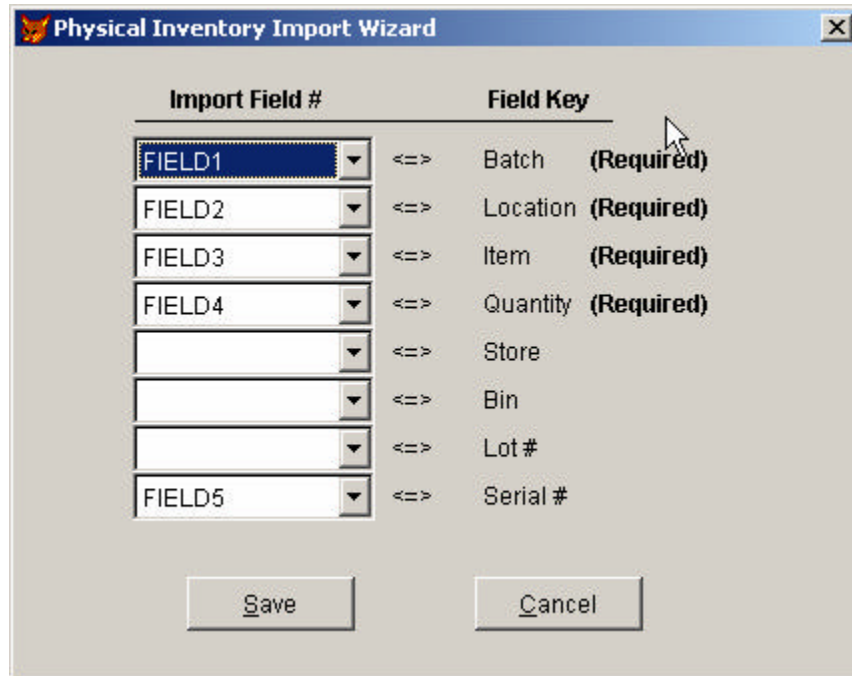 Physical Inventory Import Wizard
Import Field # Field Key
FIELD1 <=> Batch (Required)
FIELD2 <=> Location (Required)
FIELD3 <=> Item (Required)
FIELD4 <=> Quantity (Required)
<=> Store
<=> Bin
<=> Lot #
FIELD5 <=> Serial #
Save Cancel